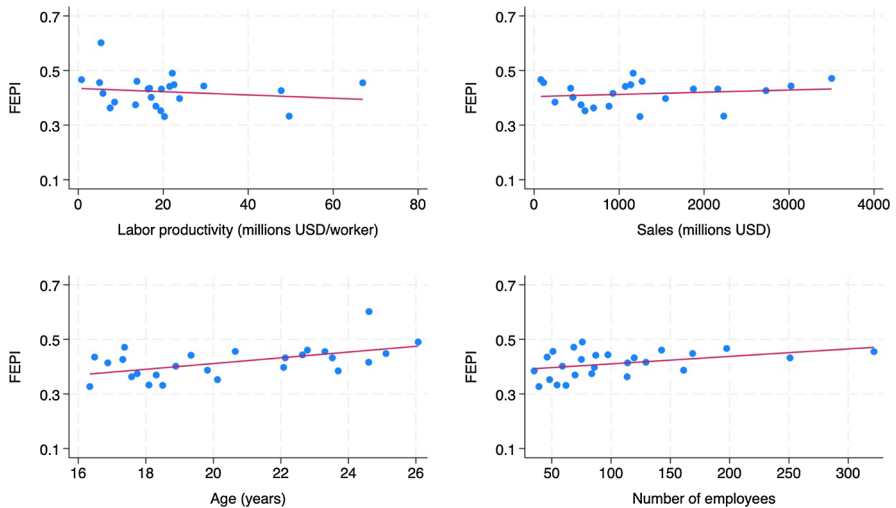 FEPI
0.7
0.5
0.3
0.1
0 20 40 60 80
Labor productivity (millions USD/worker)
FEPI
0.7
0.5
0.3
0.1
0 1000 2000 3000 4000
Sales (millions USD)
FEPI
0.7
0.5
0.3
0.1
16 18 20 22 24 26
Age (years)
FEPI
0.7
0.5
0.3
0.1
50 100 150 200 250 300
Number of employees